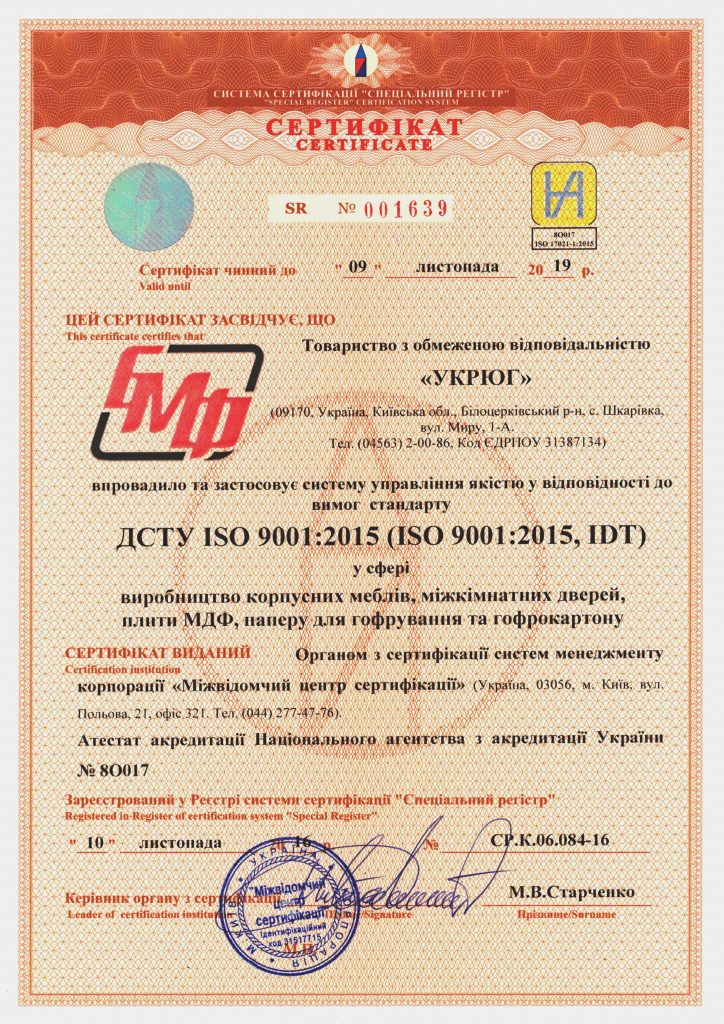 СИСТЕМА СЕРТИФІКАЦІЇ "СПЕЦІАЛЬНИЙ РЕГІСТР"
"SPECIAL REGISTER" CERTIFICATION SYSTEM
СЕРТИФІКАТ
CERTIFICATE
SR № 001639
8О017
ISO 17021-1:2015
Сертифікат чинний до "09" листопада 2019 р.
Valid until
ЦЕЙ СЕРТИФІКАТ ЗАСВІДЧУЄ, ЩО
This certificate certifies that
БМФ
Товариство з обмеженою відповідальністю
«УКРЮГ»
(09170, Україна, Київська обл., Білоцерківський р-н, с. Шкарівка,
вул. Миру, 1-А.
Тел. (04563) 2-00-86, Код ЄДРПОУ 31387134)
впровадило та застосовує систему управління якістю у відповідності до
вимог стандарту
ДСТУ ISO 9001:2015 (ISO 9001:2015, IDT)
у сфері
виробництво корпусних меблів, міжкімнатних дверей,
плити МДФ, паперу для гофрування та гофрокартону
СЕРТИФІКАТ ВИДАНИЙ Органом з сертифікації систем менеджменту
Certification institution
корпорації «Міжвідомчий центр сертифікації» (Україна, 03056, м. Київ, вул.
Польова, 21, офіс 321. Тел. (044) 277-47-76).
Атестат акредитації Національного агентства з акредитації України
№ 8О017
Зареєстрований у Реєстрі системи сертифікації "Спеціальний регістр"
Registered in Register of certification system "Special Register"
"10" листопада 2016 р. № СР.К.06.084-16
Керівник органу з сертифікації М.В.Старченко
Leader of certification institution /Signature Прізвище/Surname
УКРАЇНА
М.КИЇВ
КОРПОРАЦІЯ
"Міжвідомчий
центр
сертифікації"
Ідентифікаційний
код 31517715
М.П.